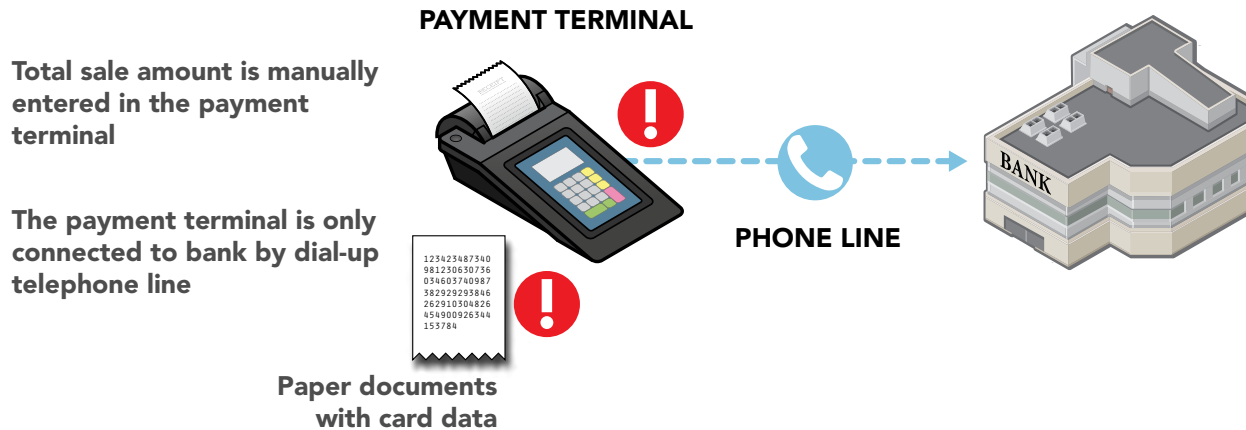 PAYMENT TERMINAL
Total sale amount is manually
entered in the payment
terminal
RECEIPT
BANK
The payment terminal is only
connected to bank by dial-up
telephone line
PHONE LINE
123423487340
981230630736
034603740987
382929293846
262910304826
454900926344
153784
Paper documents
with card data